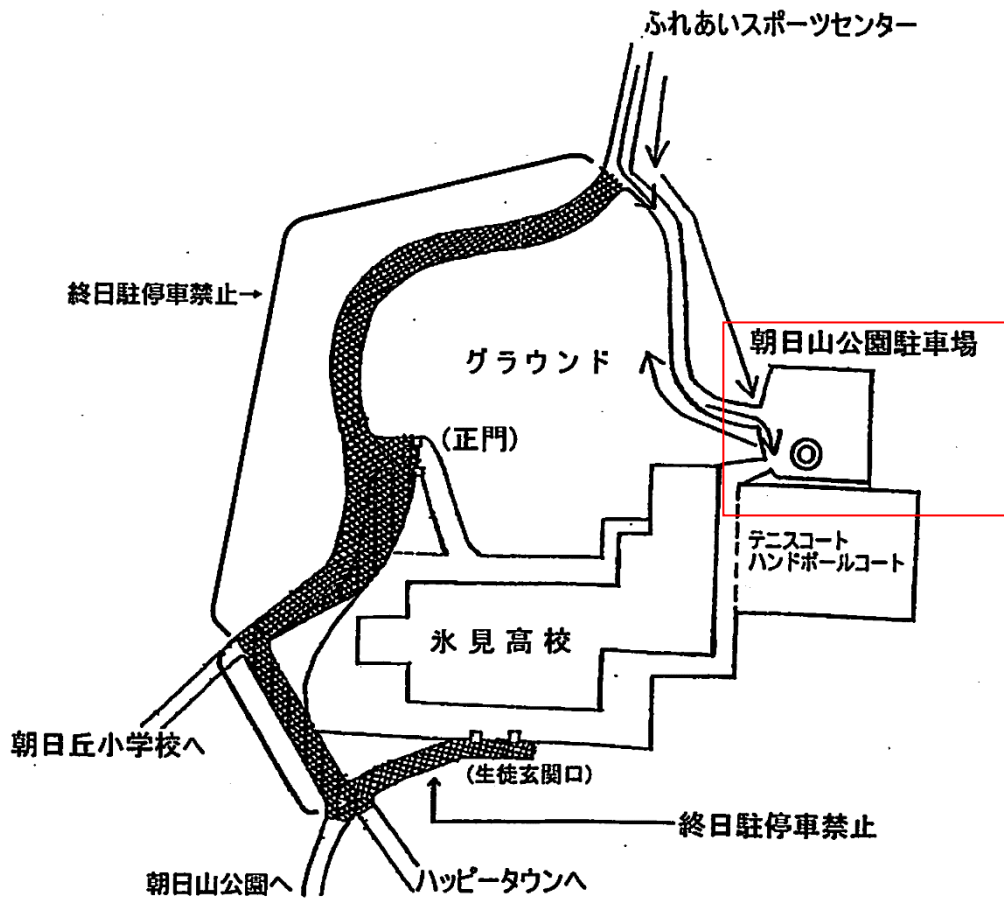 ふれあいスポーツセンター
終日駐停車禁止→
朝日山公園駐車場
グラウンド
(正門)
テニスコート
ハンドボールコート
氷見高校
朝日丘小学校へ
(生徒玄関口)
終日駐停車禁止
朝日山公園へ
ハッピータウンへ